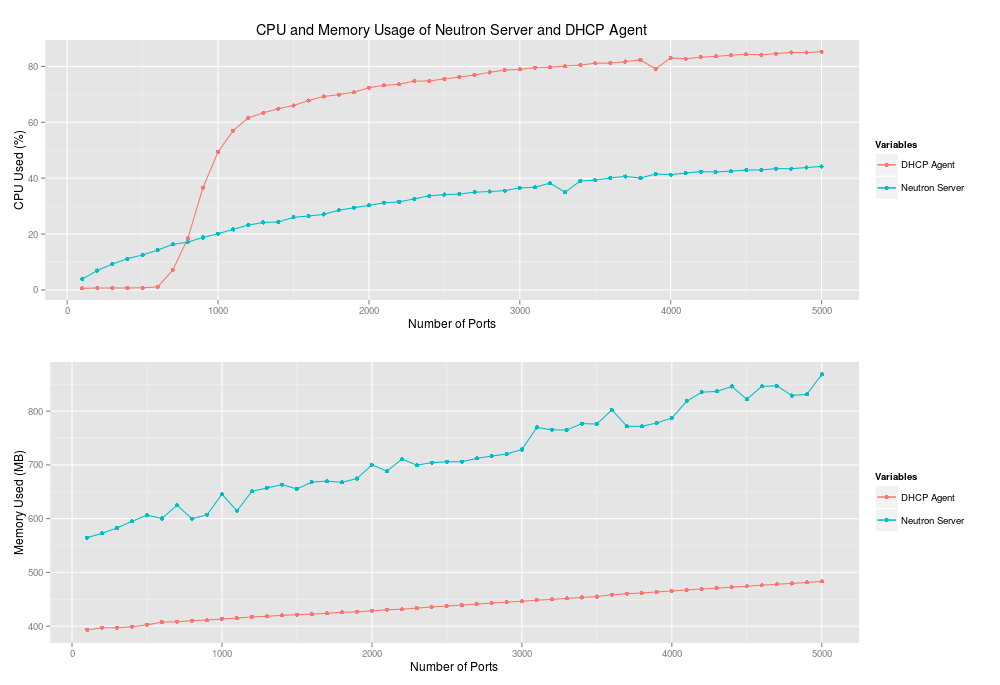 CPU and Memory Usage of Neutron Server and DHCP Agent
CPU Used (%)
80
60
40
20
0
0 1000 2000 3000 4000 5000
Number of Ports
Variables
DHCP Agent
Neutron Server
Memory Used (MB)
800
700
600
500
400
0 1000 2000 3000 4000 5000
Number of Ports
Variables
DHCP Agent
Neutron Server